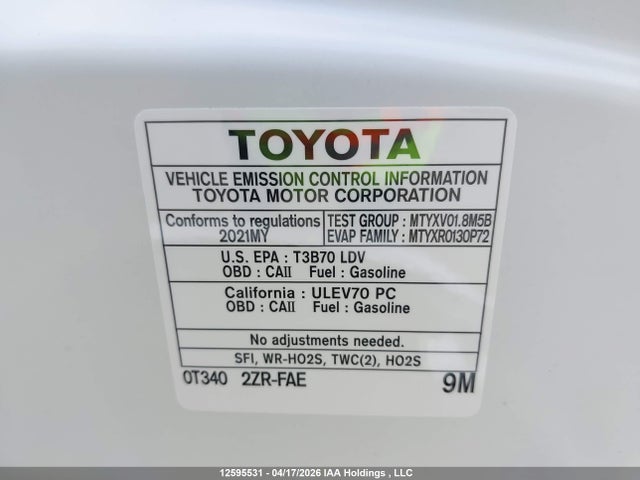 TOYOTA
VEHICLE EMISSION CONTROL INFORMATION
TOYOTA MOTOR CORPORATION
Conforms to regulations
2021MY
TEST GROUP : MTYXV01.8M5B
EVAP FAMILY : MTYXR0130P72
U.S. EPA : T3B70 LDV
OBD : CAII Fuel : Gasoline
California : ULEV70 PC
OBD : CAII Fuel : Gasoline
No adjustments needed.
SFI, WR-HO2S, TWC(2), HO2S
0T340 2ZR-FAE 9M
12595531 - 04/17/2026 IAA Holdings , LLC